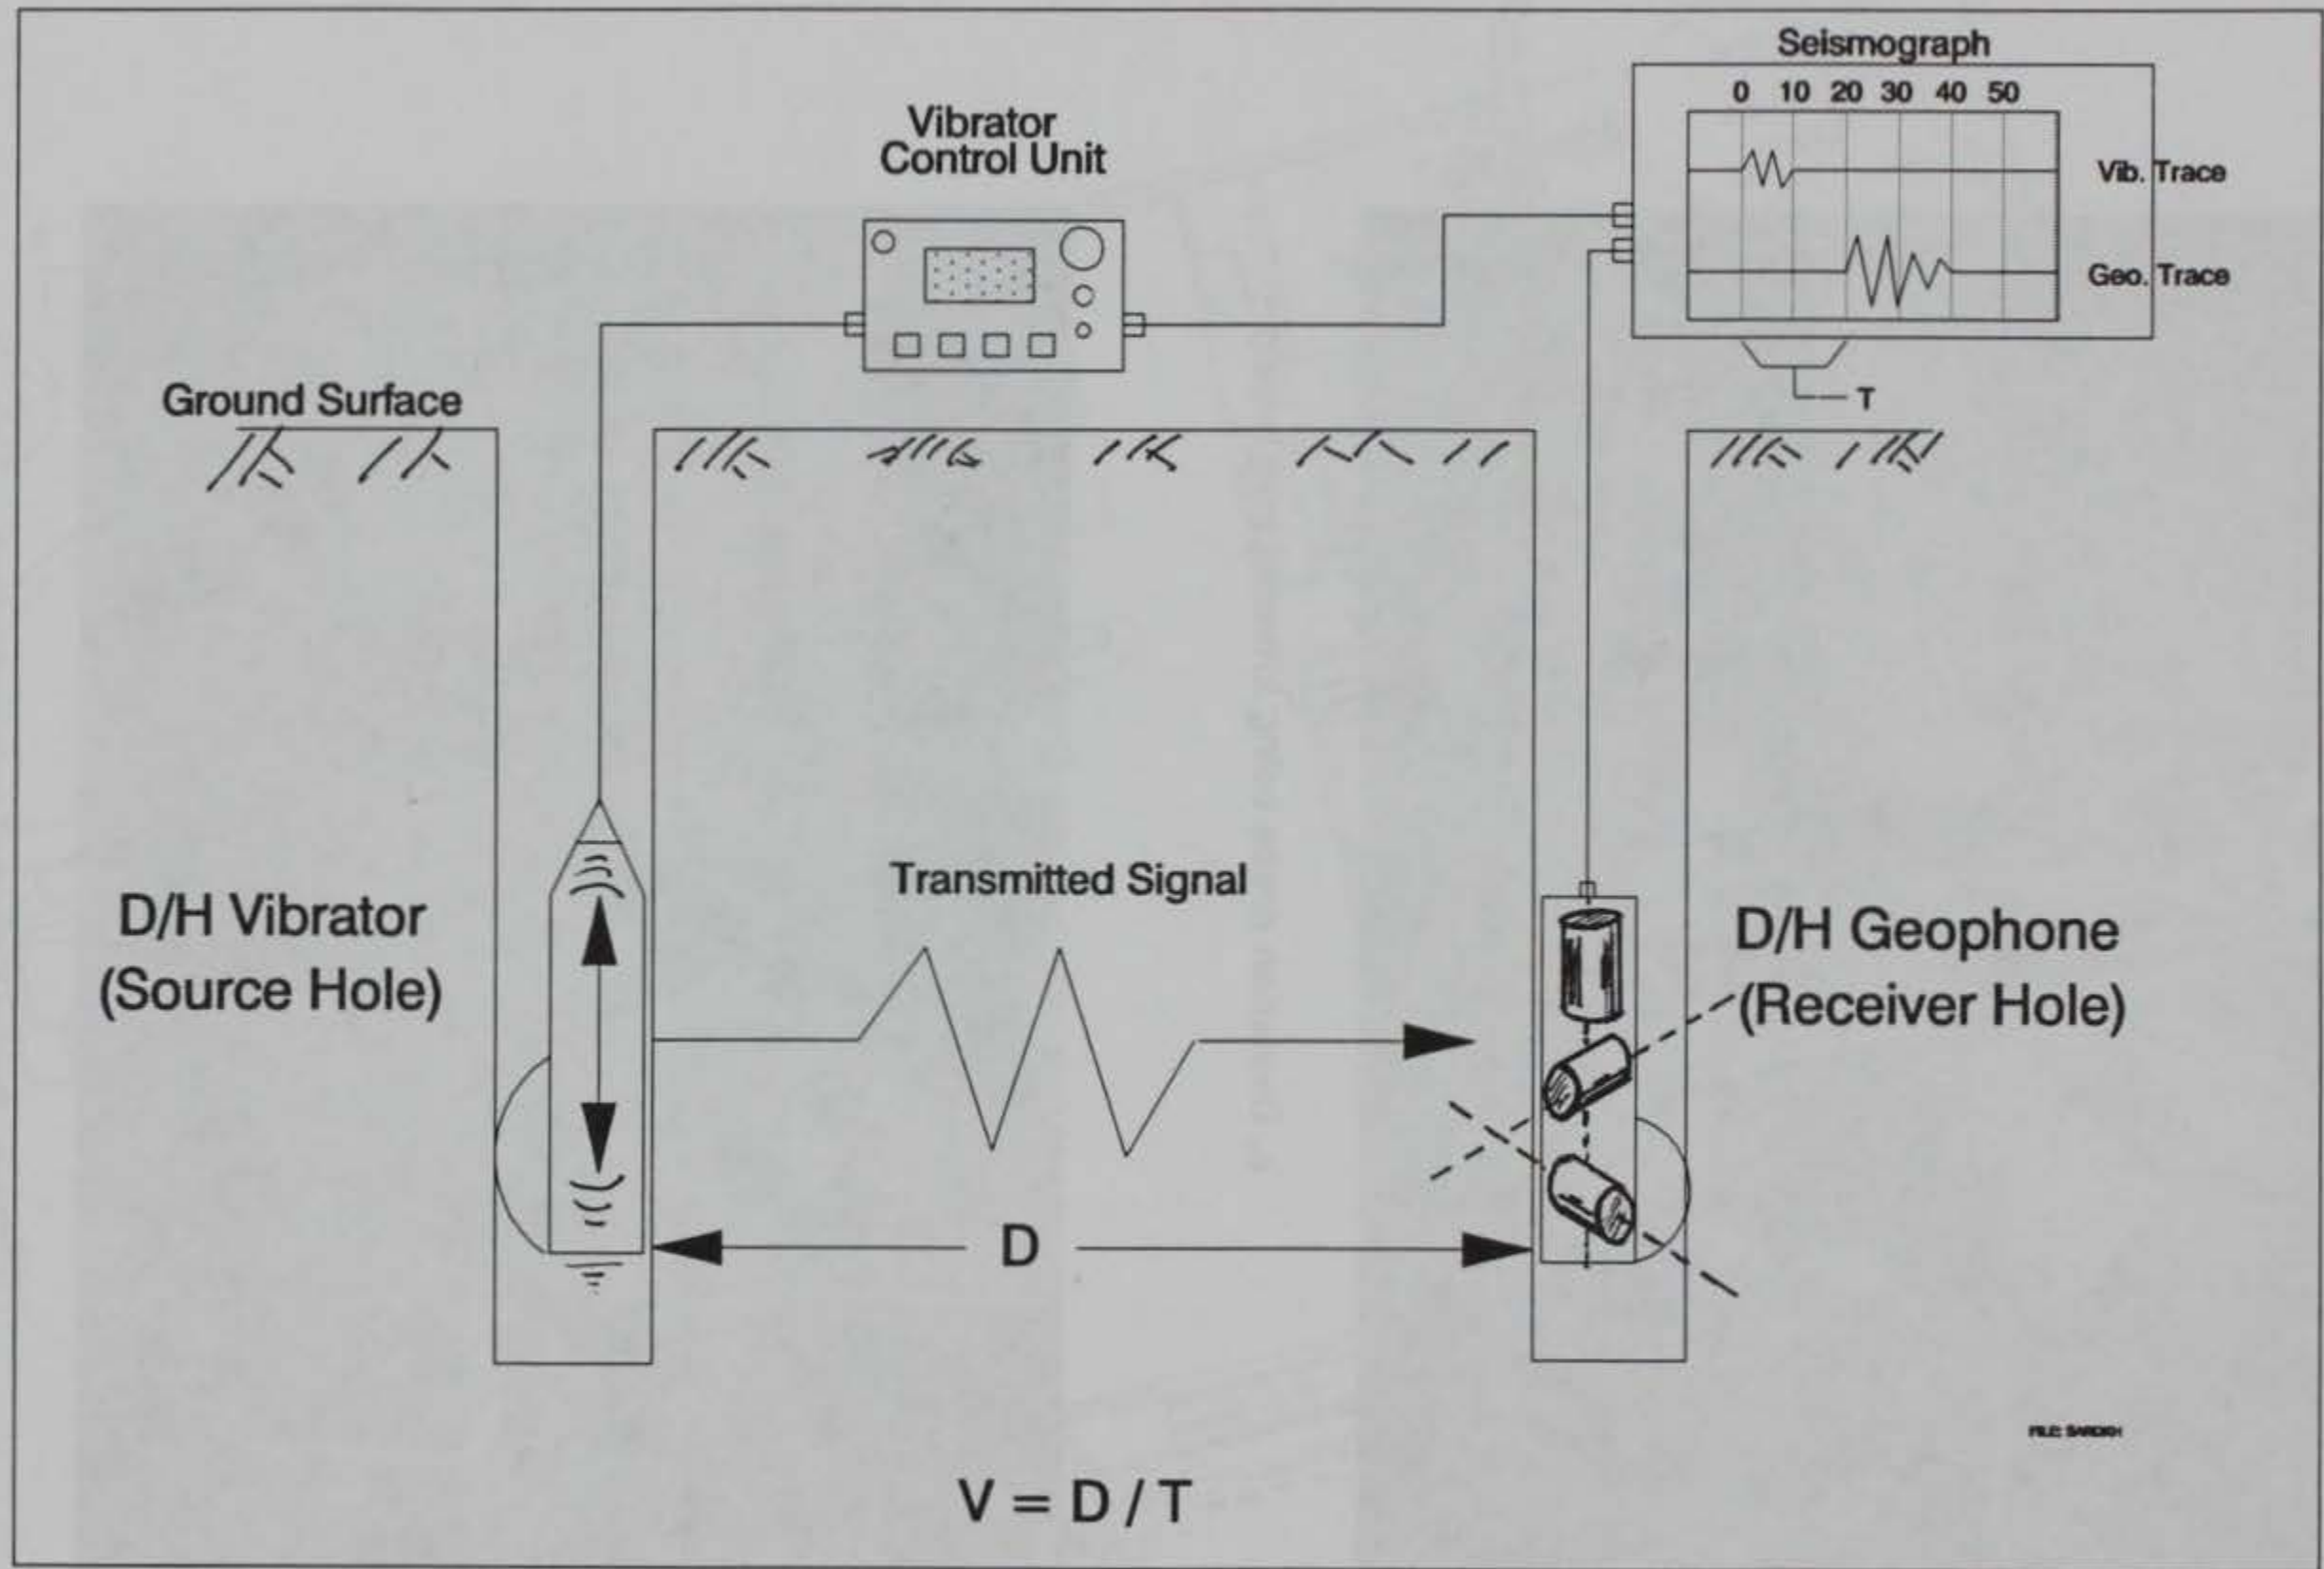 Seismograph
0 10 20 30 40 50
Vib. Trace
Geo. Trace
T
Vibrator
Control Unit
Ground Surface
Transmitted Signal
D/H Vibrator
(Source Hole)
D/H Geophone
(Receiver Hole)
D
V = D / T